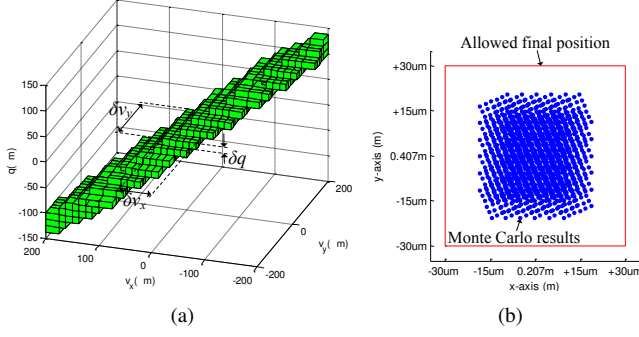 150
100
50
0
-50
-100
-150
q( m)
δv_y
δq
δv_x
200
100
0
-100
-200
v_x( m)
200
0
-200
v_y( m)
(a)
Allowed final position
+30um
+15um
0.407m
-15um
-30um
y-axis (m)
Monte Carlo results
-30um -15um 0.207m +15um +30um
x-axis (m)
(b)